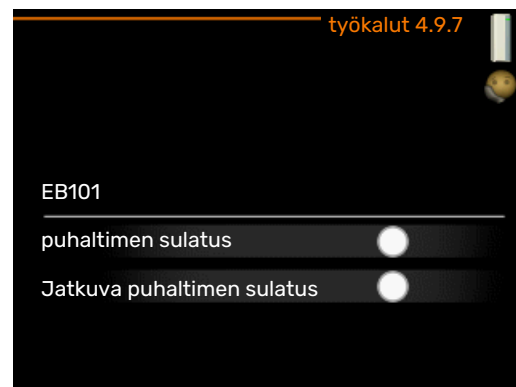 työkalut 4.9.7
EB101
puhaltimen sulatus
Jatkuva puhaltimen sulatus